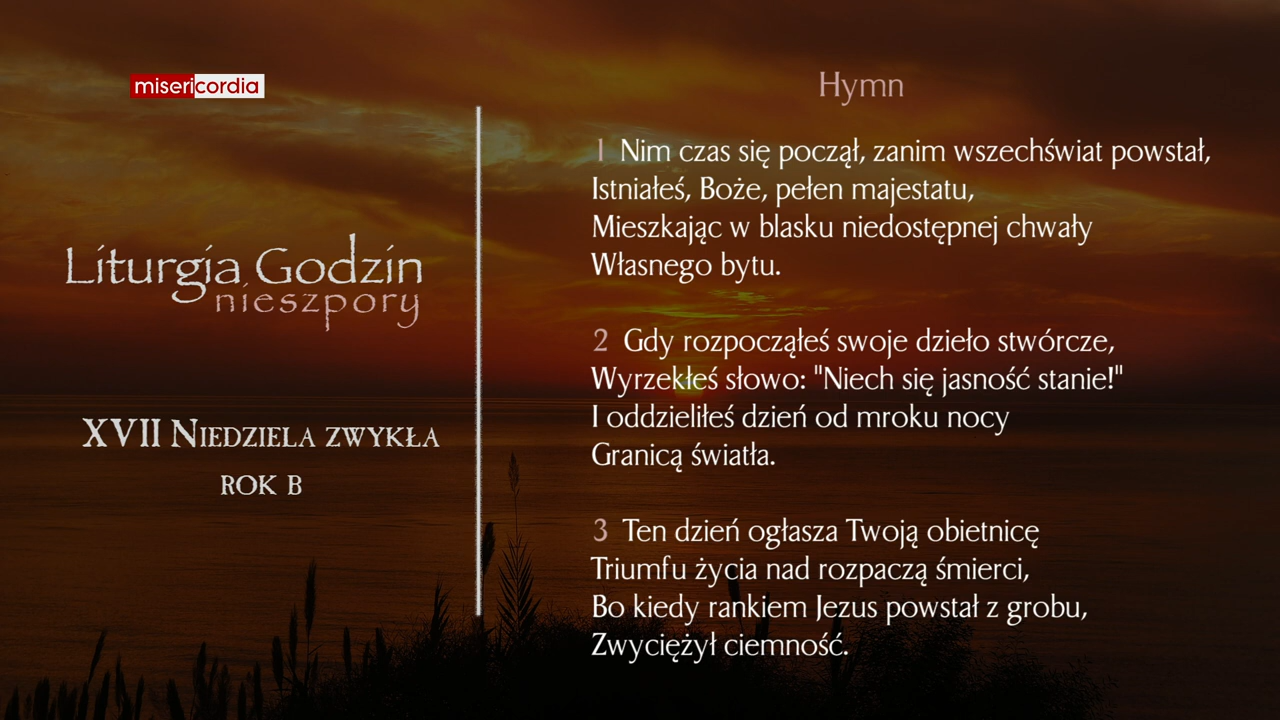 misericordia
Liturgia Godzin
nieszpory
XVII Niedziela zwykła
rok B
Hymn
1 Nim czas się począł, zanim wszechświat powstał,
Istniałeś, Boże, pełen majestatu,
Mieszkając w blasku niedostępnej chwały
Własnego bytu.
2 Gdy rozpocząłeś swoje dzieło stwórcze,
Wyrzekłeś słowo: "Niech się jasność stanie!"
I oddzieliłeś dzień od mroku nocy
Granicą światła.
3 Ten dzień ogłasza Twoją obietnicę
Triumfu życia nad rozpaczą śmierci,
Bo kiedy rankiem Jezus powstał z grobu,
Zwyciężył ciemność.